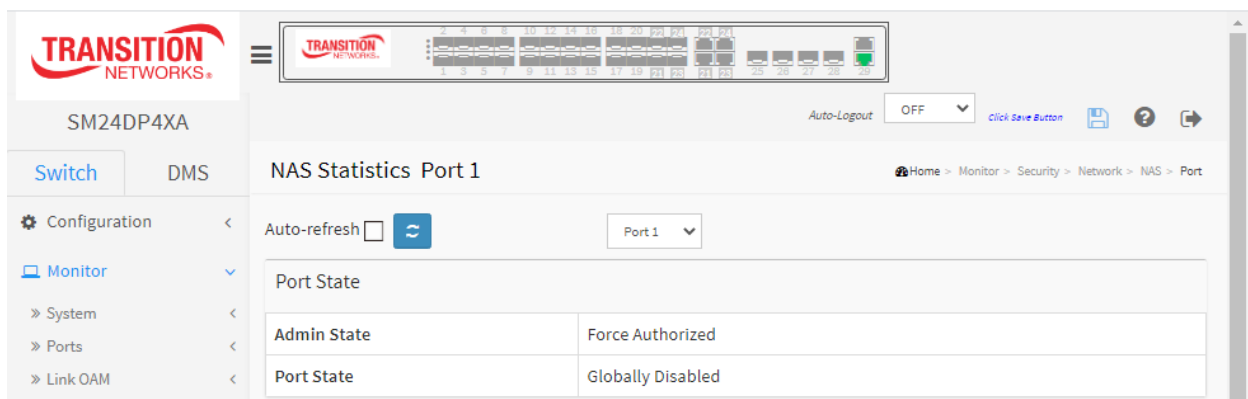 TRANSITION
NETWORKS®
TRANSITION
NETWORKS.
2 4 6 8 10 12 14 16 18 20 22 24 22 24
1 3 5 7 9 11 13 15 17 19 21 23 21 23 25 26 27 28 29
SM24DP4XA
Auto-Logout OFF Click Save Button
Switch DMS
NAS Statistics Port 1
Home > Monitor > Security > Network > NAS > Port
Configuration
Auto-refresh Port 1
Monitor
Port State
System
Admin State Force Authorized
Ports
Port State Globally Disabled
Link OAM